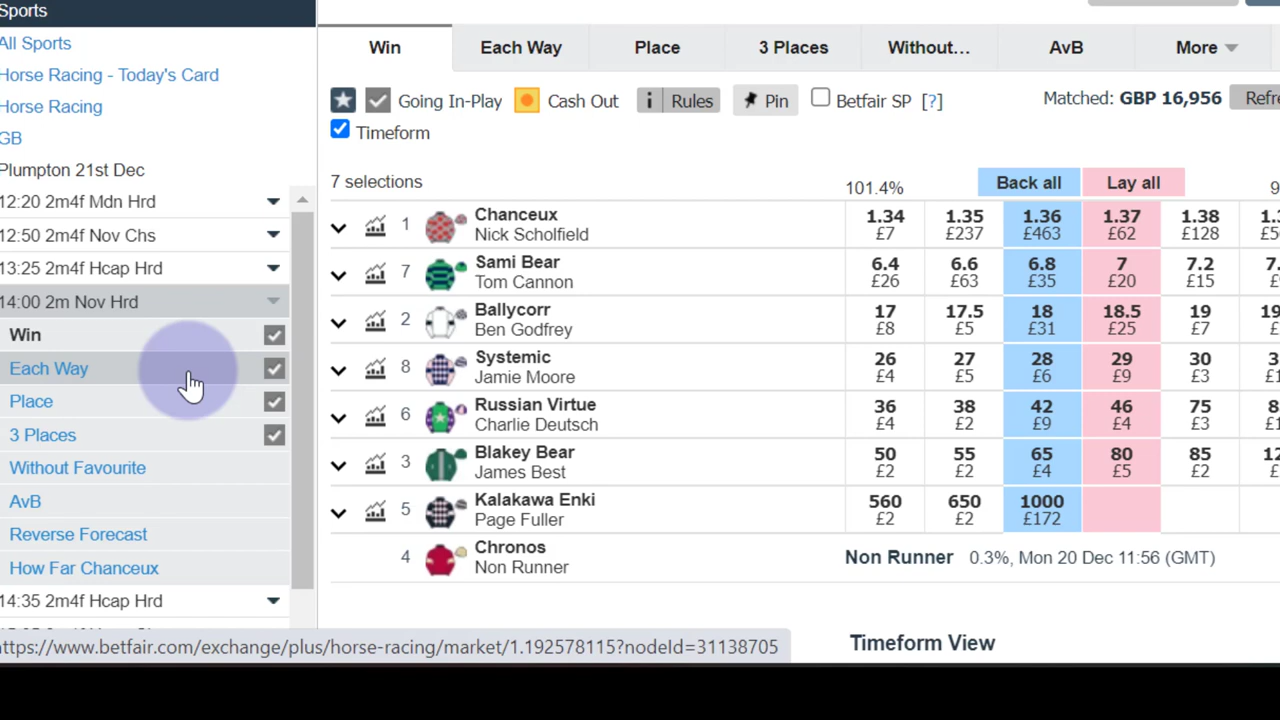 Sports
All Sports
Horse Racing - Today's Card
Horse Racing
GB
Plumpton 21st Dec
12:20 2m4f Mdn Hrd
12:50 2m4f Nov Chs
13:25 2m4f Hcap Hrd
14:00 2m Nov Hrd
Win
Each Way
Place
3 Places
Without Favourite
AvB
Reverse Forecast
How Far Chanceux
14:35 2m4f Hcap Hrd
ttps://www.betfair.com/exchange/plus/horse-racing/market/1.192578115?nodeId=31138705
Win Each Way Place 3 Places Without... AvB More
Going In-Play Cash Out i Rules Pin Betfair SP [?] Matched: GBP 16,956 Refre
Timeform
7 selections 101.4% Back all Lay all 9
1 Chanceux 1.34 1.35 1.36 1.37 1.38 1.3
Nick Scholfield £7 £237 £463 £62 £128 £5
7 Sami Bear 6.4 6.6 6.8 7 7.2 7.
Tom Cannon £26 £63 £35 £20 £15 £
2 Ballycorr 17 17.5 18 18.5 19 19
Ben Godfrey £8 £5 £31 £25 £7 £
8 Systemic 26 27 28 29 30 3
Jamie Moore £4 £5 £6 £9 £3 £
6 Russian Virtue 36 38 42 46 75
Charlie Deutsch £4 £2 £9 £4 £3 £1
3 Blakey Bear 50 55 65 80 85 12
James Best £2 £2 £4 £5 £2 £
5 Kalakawa Enki 560 650 1000
Page Fuller £2 £2 £172
4 Chronos Non Runner 0.3%, Mon 20 Dec 11:56 (GMT)
Non Runner
Timeform View